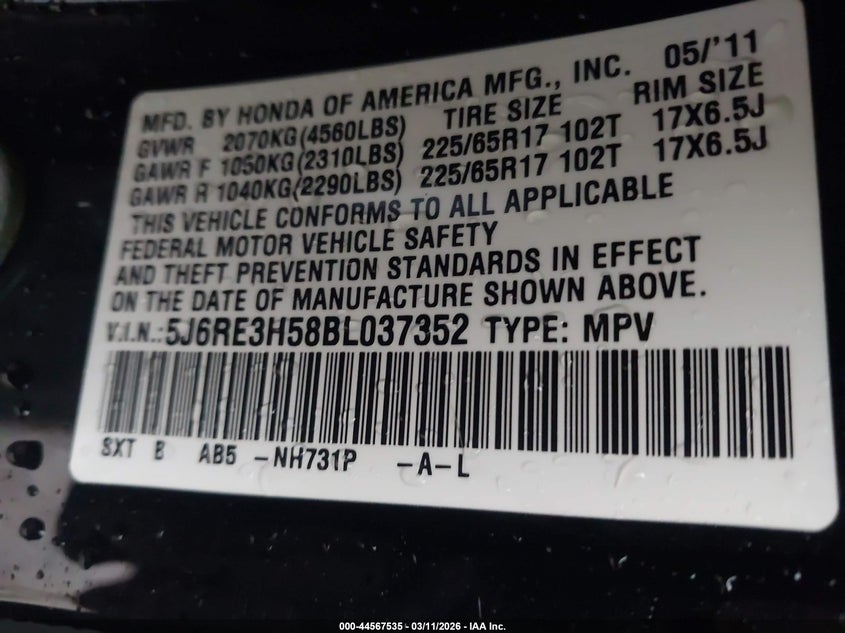 MFD. BY HONDA OF AMERICA MFG., INC. 05/'11
GVWR 2070KG(4560LBS) TIRE SIZE RIM SIZE
GAWR F 1050KG(2310LBS) 225/65R17 102T 17X6.5J
GAWR R 1040KG(2290LBS) 225/65R17 102T 17X6.5J
THIS VEHICLE CONFORMS TO ALL APPLICABLE
FEDERAL MOTOR VEHICLE SAFETY
AND THEFT PREVENTION STANDARDS IN EFFECT
ON THE DATE OF MANUFACTURE SHOWN ABOVE.
V.I.N.:5J6RE3H58BL037352 TYPE: MPV
SXT B AB5 -NH731P -A-L
000-44567535 - 03/11/2026 - IAA Inc.